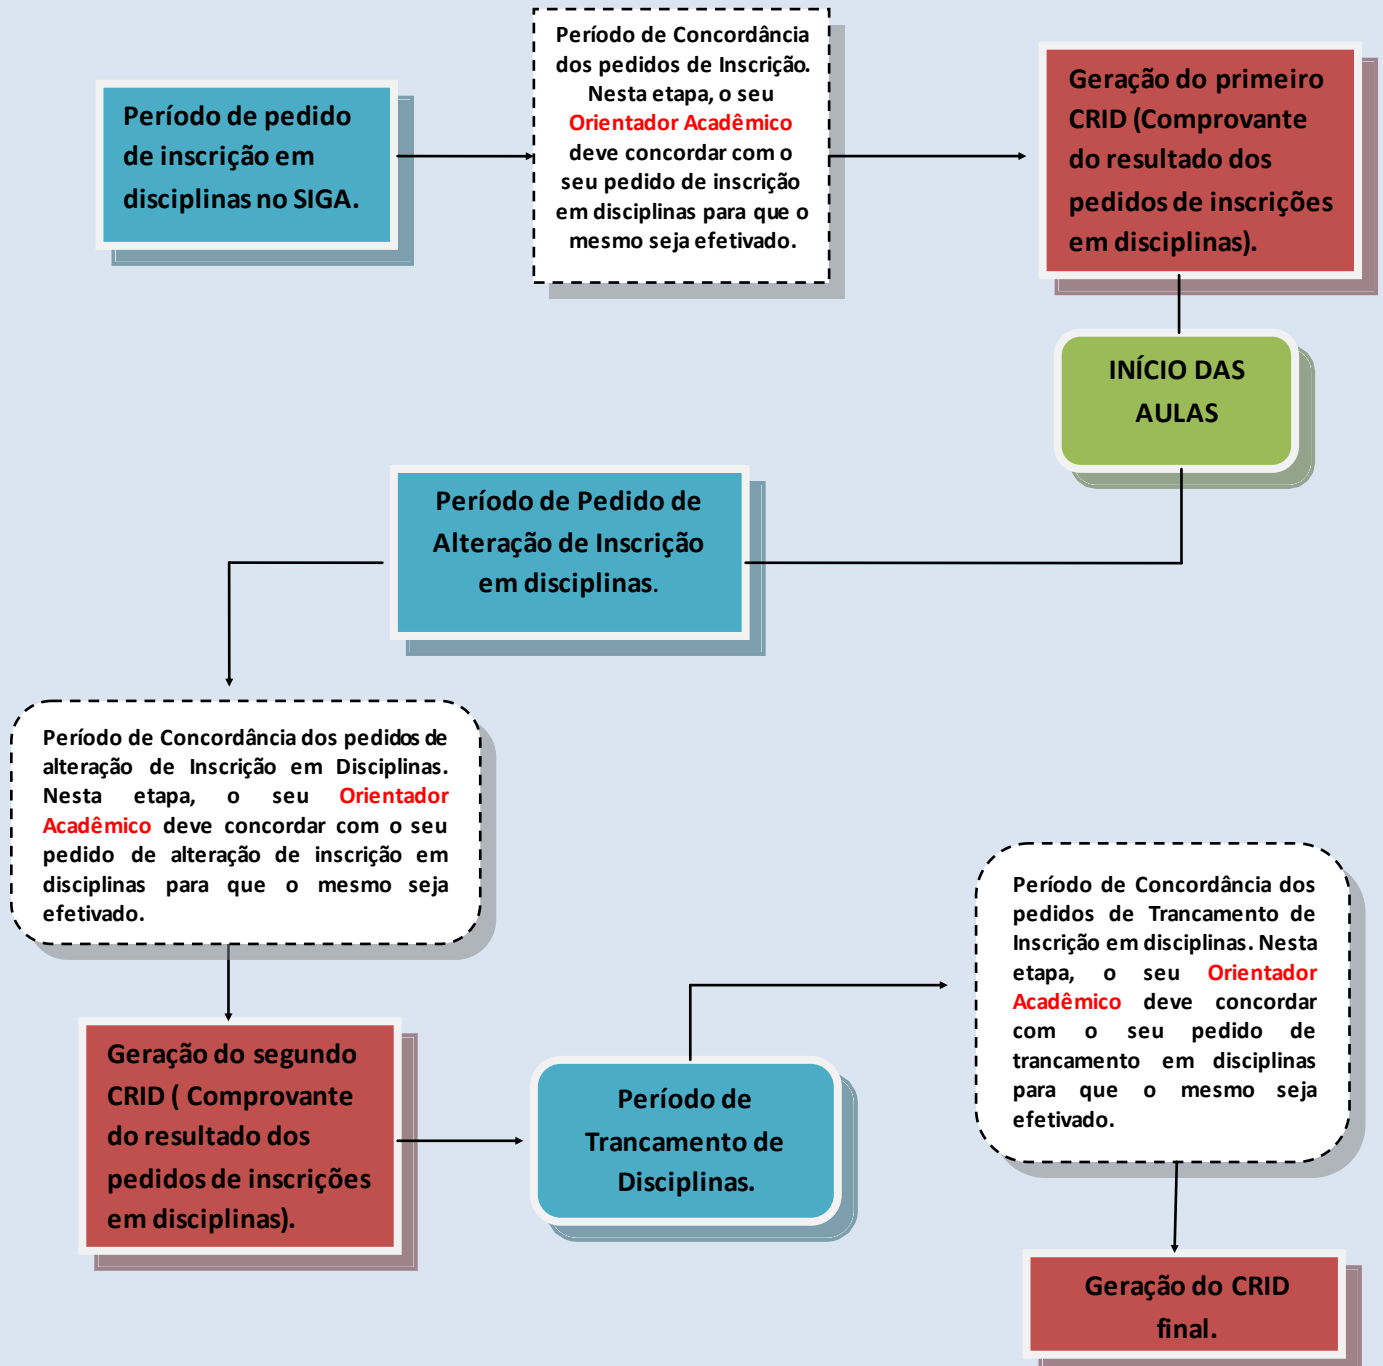 Período de pedido
de inscrição em
disciplinas no SIGA.
Período de Concordância
dos pedidos de Inscrição.
Nesta etapa, o seu
Orientador Acadêmico
deve concordar com o
seu pedido de inscrição
em disciplinas para que o
mesmo seja efetivado.
Geração do primeiro
CRID (Comprovante
do resultado dos
pedidos de inscrições
em disciplinas).
INÍCIO DAS
AULAS
Período de Pedido de
Alteração de Inscrição
em disciplinas.
Período de Concordância dos pedidos de
alteração de Inscrição em Disciplinas.
Nesta etapa, o seu Orientador
Acadêmico deve concordar com o seu
pedido de alteração de inscrição em
disciplinas para que o mesmo seja
efetivado.
Geração do segundo
CRID ( Comprovante
do resultado dos
pedidos de inscrições
em disciplinas).
Período de
Trancamento de
Disciplinas.
Período de Concordância dos
pedidos de Trancamento de
Inscrição em disciplinas. Nesta
etapa, o seu Orientador
Acadêmico deve concordar
com o seu pedido de
trancamento em disciplinas
para que o mesmo seja
efetivado.
Geração do CRID
final.